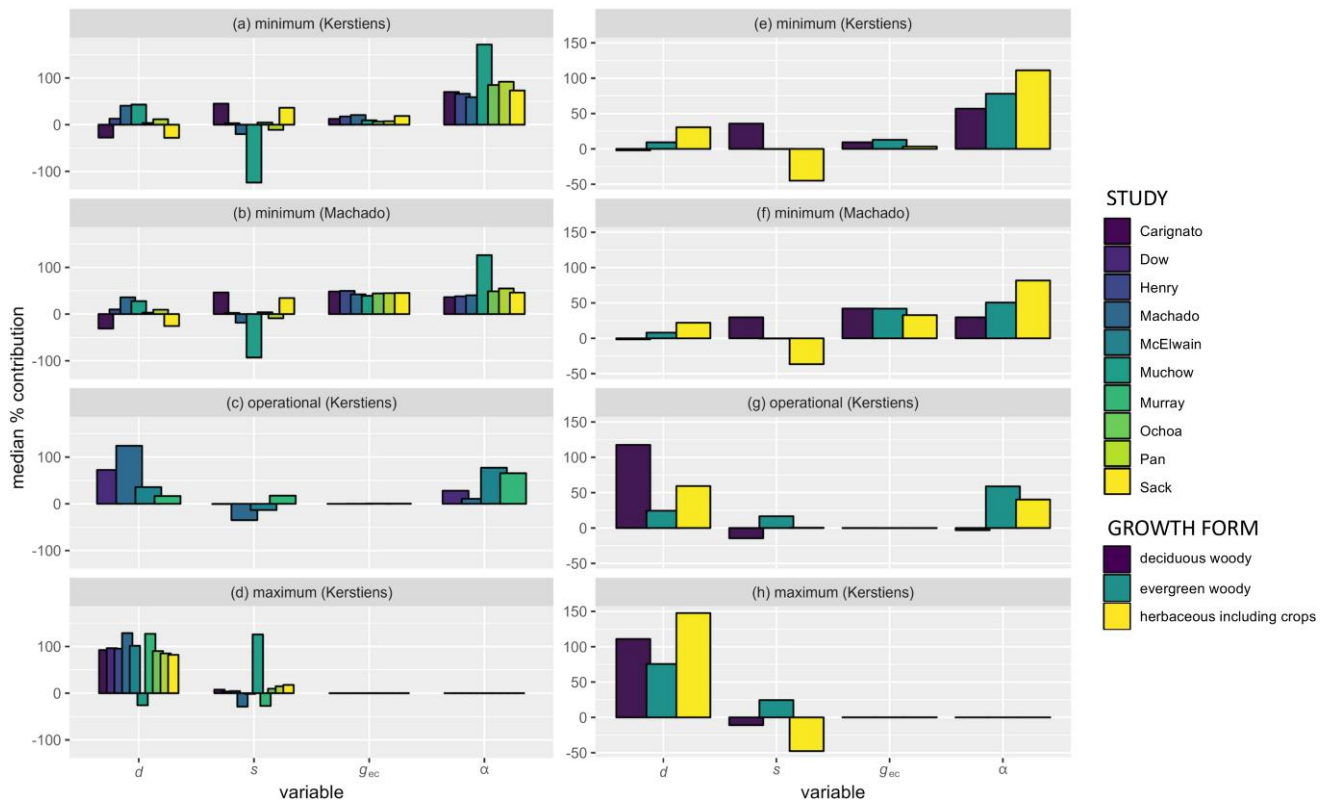 median % contribution
(a) minimum (Kerstiens)
100
0
-100
(b) minimum (Machado)
100
0
-100
(c) operational (Kerstiens)
100
0
-100
(d) maximum (Kerstiens)
100
0
-100
d s gec α
variable
(e) minimum (Kerstiens)
150
100
50
0
-50
(f) minimum (Machado)
150
100
50
0
-50
(g) operational (Kerstiens)
150
100
50
0
-50
(h) maximum (Kerstiens)
150
100
50
0
-50
d s gec α
variable
STUDY
Carignato
Dow
Henry
Machado
McElwain
Muchow
Murray
Ochoa
Pan
Sack
GROWTH FORM
deciduous woody
evergreen woody
herbaceous including crops